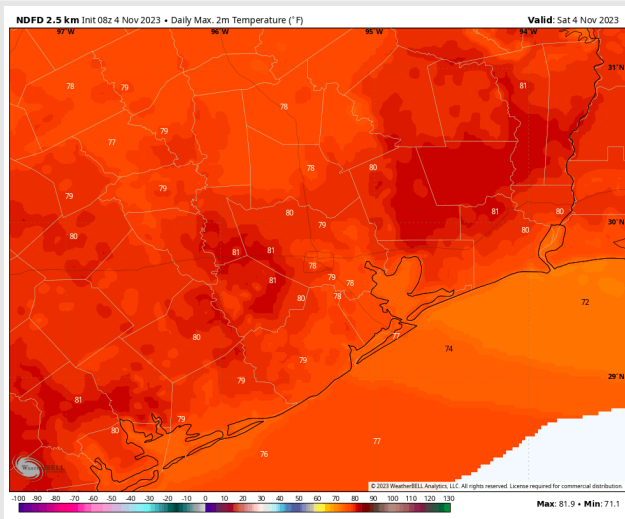 NDFD 2.5 km Init 08z 4 Nov 2023 • Daily Max. 2m Temperature (°F) Valid: Sat 4 Nov 2023
97°W 96°W 95°W 94°W
31°N
78 79 81
78
79
77
78 80
79 79
80 81 80
30°N
79 80
80
81 81
78
79 78
81
80 78
72
77
80
74
79
29°N
79
81
79
80
77
76
WeatherBELL
© 2023 WeatherBELL Analytics, LLC. All rights reserved. License required for commercial distribution.
-100 -90 -80 -70 -60 -50 -40 -30 -20 -10 0 10 20 30 40 50 60 70 80 90 100 110 120 130
Max: 81.9 • Min: 71.1